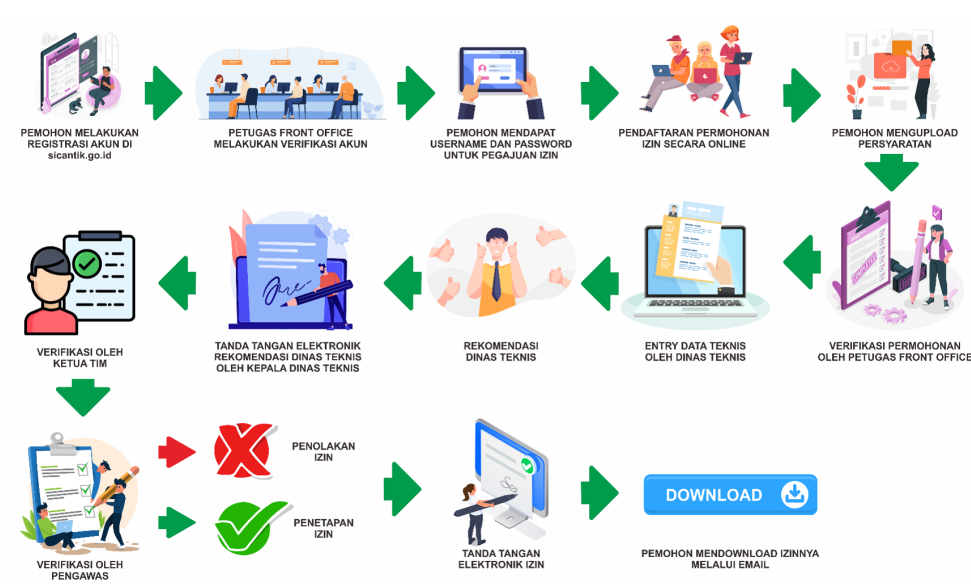 PEMOHON MELAKUKAN
REGISTRASI AKUN DI
sicantik.go.id
PETUGAS FRONT OFFICE
MELAKUKAN VERIFIKASI AKUN
PEMOHON MENDAPAT
USERNAME DAN PASSWORD
UNTUK PEGAJUAN IZIN
PENDAFTARAN PERMOHONAN
IZIN SECARA ONLINE
PEMOHON MENGUPLOAD
PERSYARATAN
VERIFIKASI PERMOHONAN
OLEH PETUGAS FRONT OFFICE
ENTRY DATA TEKNIS
OLEH DINAS TEKNIS
REKOMENDASI
DINAS TEKNIS
TANDA TANGAN ELEKTRONIK
REKOMENDASI DINAS TEKNIS
OLEH KEPALA DINAS TEKNIS
VERIFIKASI OLEH
KETUA TIM
VERIFIKASI OLEH
PENGAWAS
PENOLAKAN
IZIN
PENETAPAN
IZIN
TANDA TANGAN
ELEKTRONIK IZIN
DOWNLOAD
PEMOHON MENDOWNLOAD IZINNYA
MELALUI EMAIL